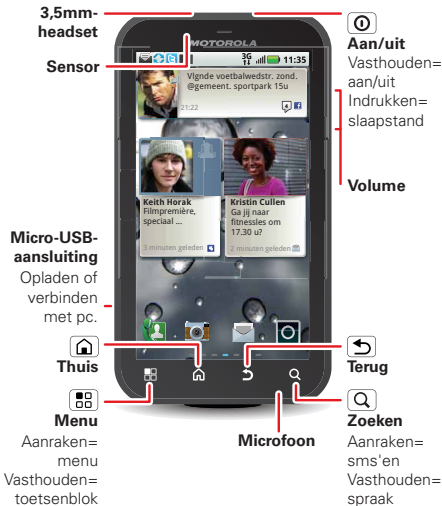 3,5mm-
headset
Sensor
Micro-USB-
aansluiting
Opladen of
verbinden
met pc.
Thuis
Menu
Aanraken=
menu
Vasthouden=
toetsenblok
MOTOROLA
3G
11:35
Vlgnde voetbalwedstr. zond.
@gemeent. sportpark 15u
21:22
4
Keith Horak
Filmpremière,
speciaal ...
3 minuten geleden
Kristin Cullen
Ga jij naar
fitnessles om
17.30 u?
2 minuten geleden
Microfoon
Aan/uit
Vasthouden=
aan/uit
Indrukken=
slaapstand
Volume
Terug
Zoeken
Aanraken=
sms'en
Vasthouden=
spraak